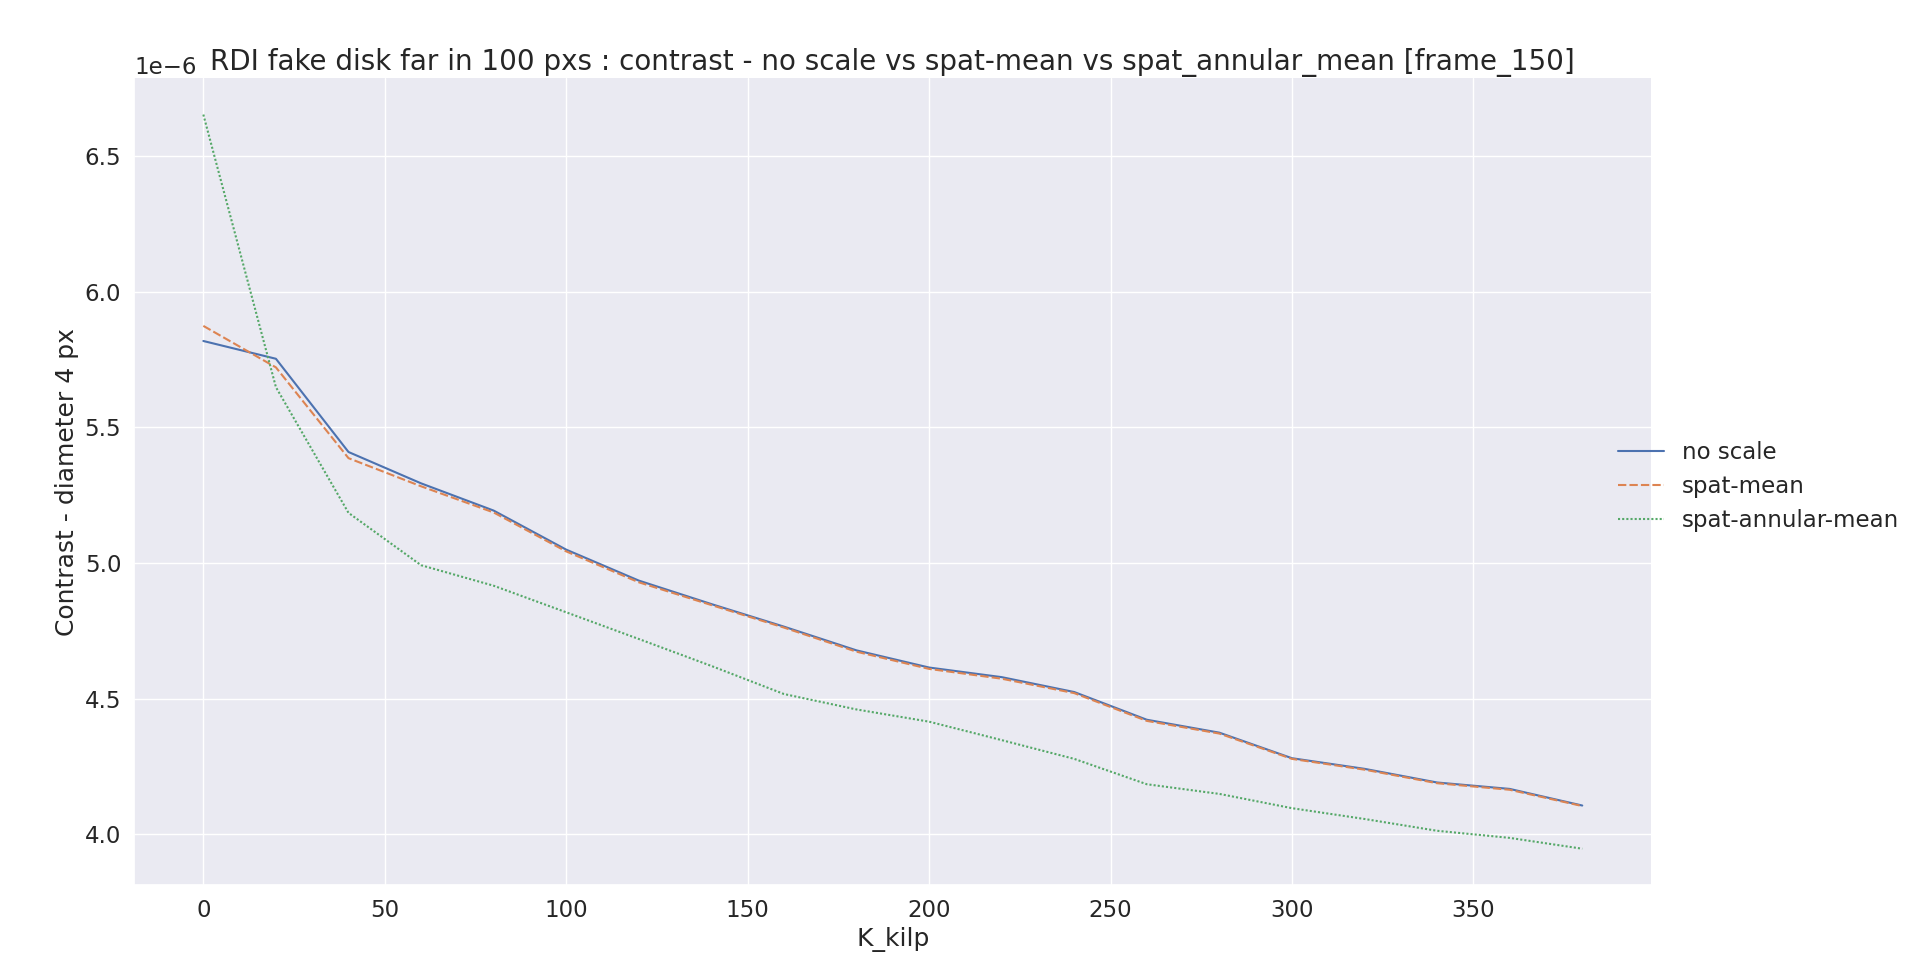 RDI fake disk far in 100 pxs : contrast - no scale vs spat-mean vs spat_annular_mean [frame_150]
1e−6
6.5
6.0
5.5
5.0
4.5
4.0
Contrast - diameter 4 px
0 50 100 150 200 250 300 350
K_kilp
no scale
spat-mean
spat-annular-mean